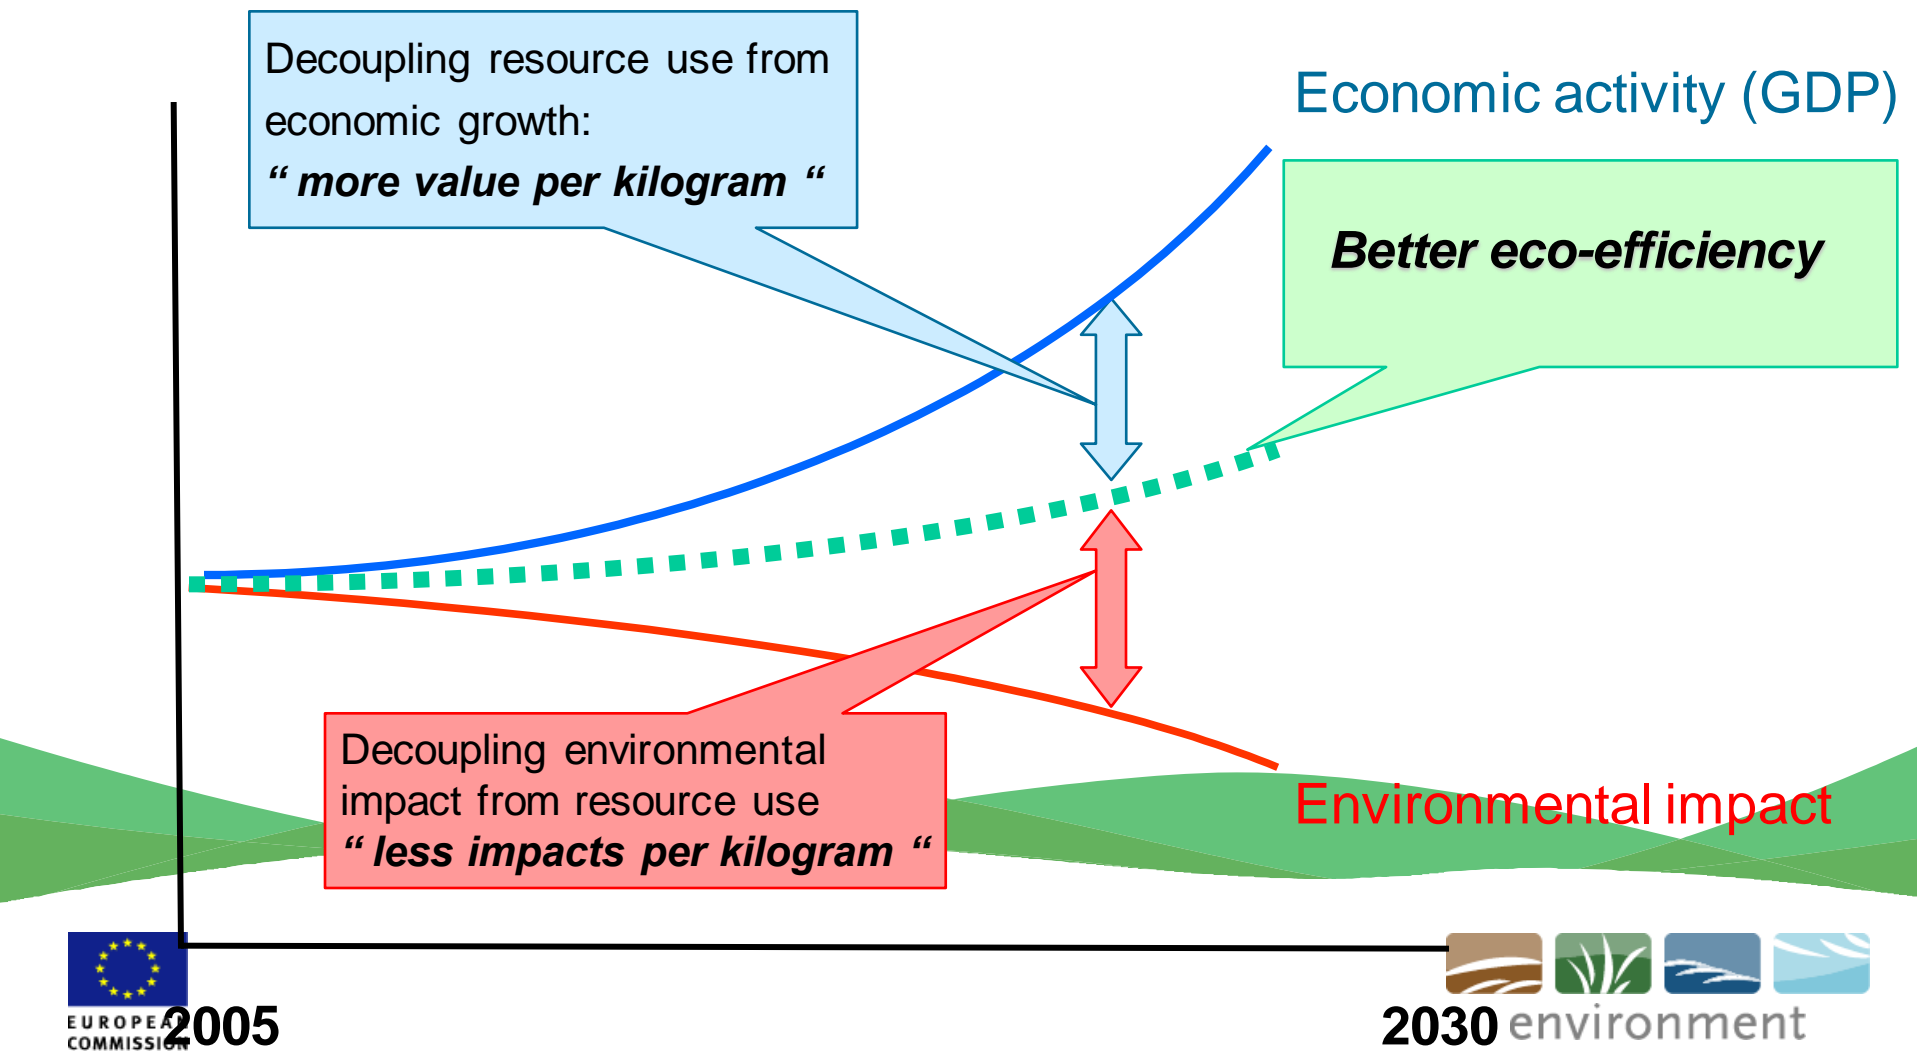 Decoupling resource use from
economic growth:
“ more value per kilogram “
Economic activity (GDP)
Better eco-efficiency
Decoupling environmental
impact from resource use
“ less impacts per kilogram “
Environmental impact
EUROPEAN
COMMISSION
2005
2030
environment